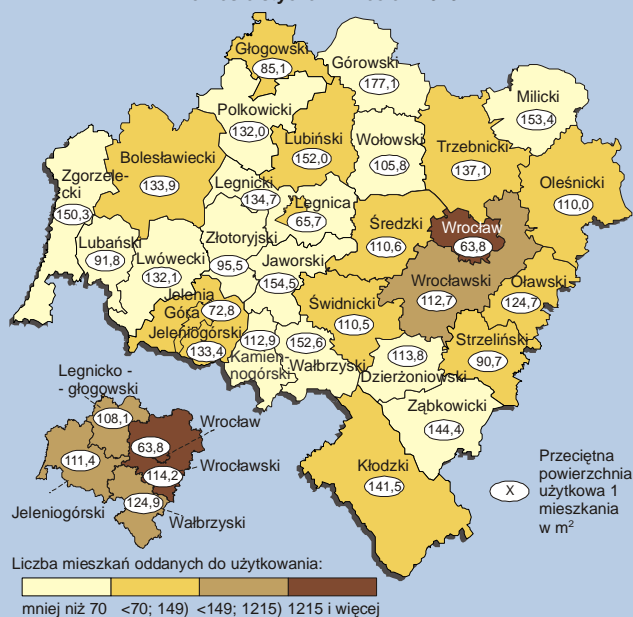 Głogowski
85,1
Górowski
177,1
Milicki
153,4
Polkowicki
132,0
Lubiński
152,0
Wołowski
105,8
Trzebnicki
137,1
Bolesławiecki
133,9
Zgorzele-
cki
150,3
Legnicki
134,7
Legnica
65,7
Oleśnicki
110,0
Średzki
110,6
Wrocław
63,8
Lubański
91,8
Lwówecki
132,1
Złotoryjski
95,5
Jaworski
154,5
Wrocławski
112,7
Oławski
124,7
Jelenia
Góra
72,8
Jeleniogórski
133,4
Świdnicki
110,5
Strzeliński
90,7
112,9
Kamien-
nogórski
152,6
Wałbrzyski
113,8
Dzierżoniowski
Ząbkowicki
144,4
Kłodzki
141,5
Legnicko -
- głogowski
108,1
Wrocław
63,8
Wrocławski
114,2
111,4
Jeleniogórski
124,9
Wałbrzyski
X
Przeciętna
powierzchnia
użytkowa 1
mieszkania
w m²
Liczba mieszkań oddanych do użytkowania:
mniej niż 70 <70; 149) <149; 1215) 1215 i więcej